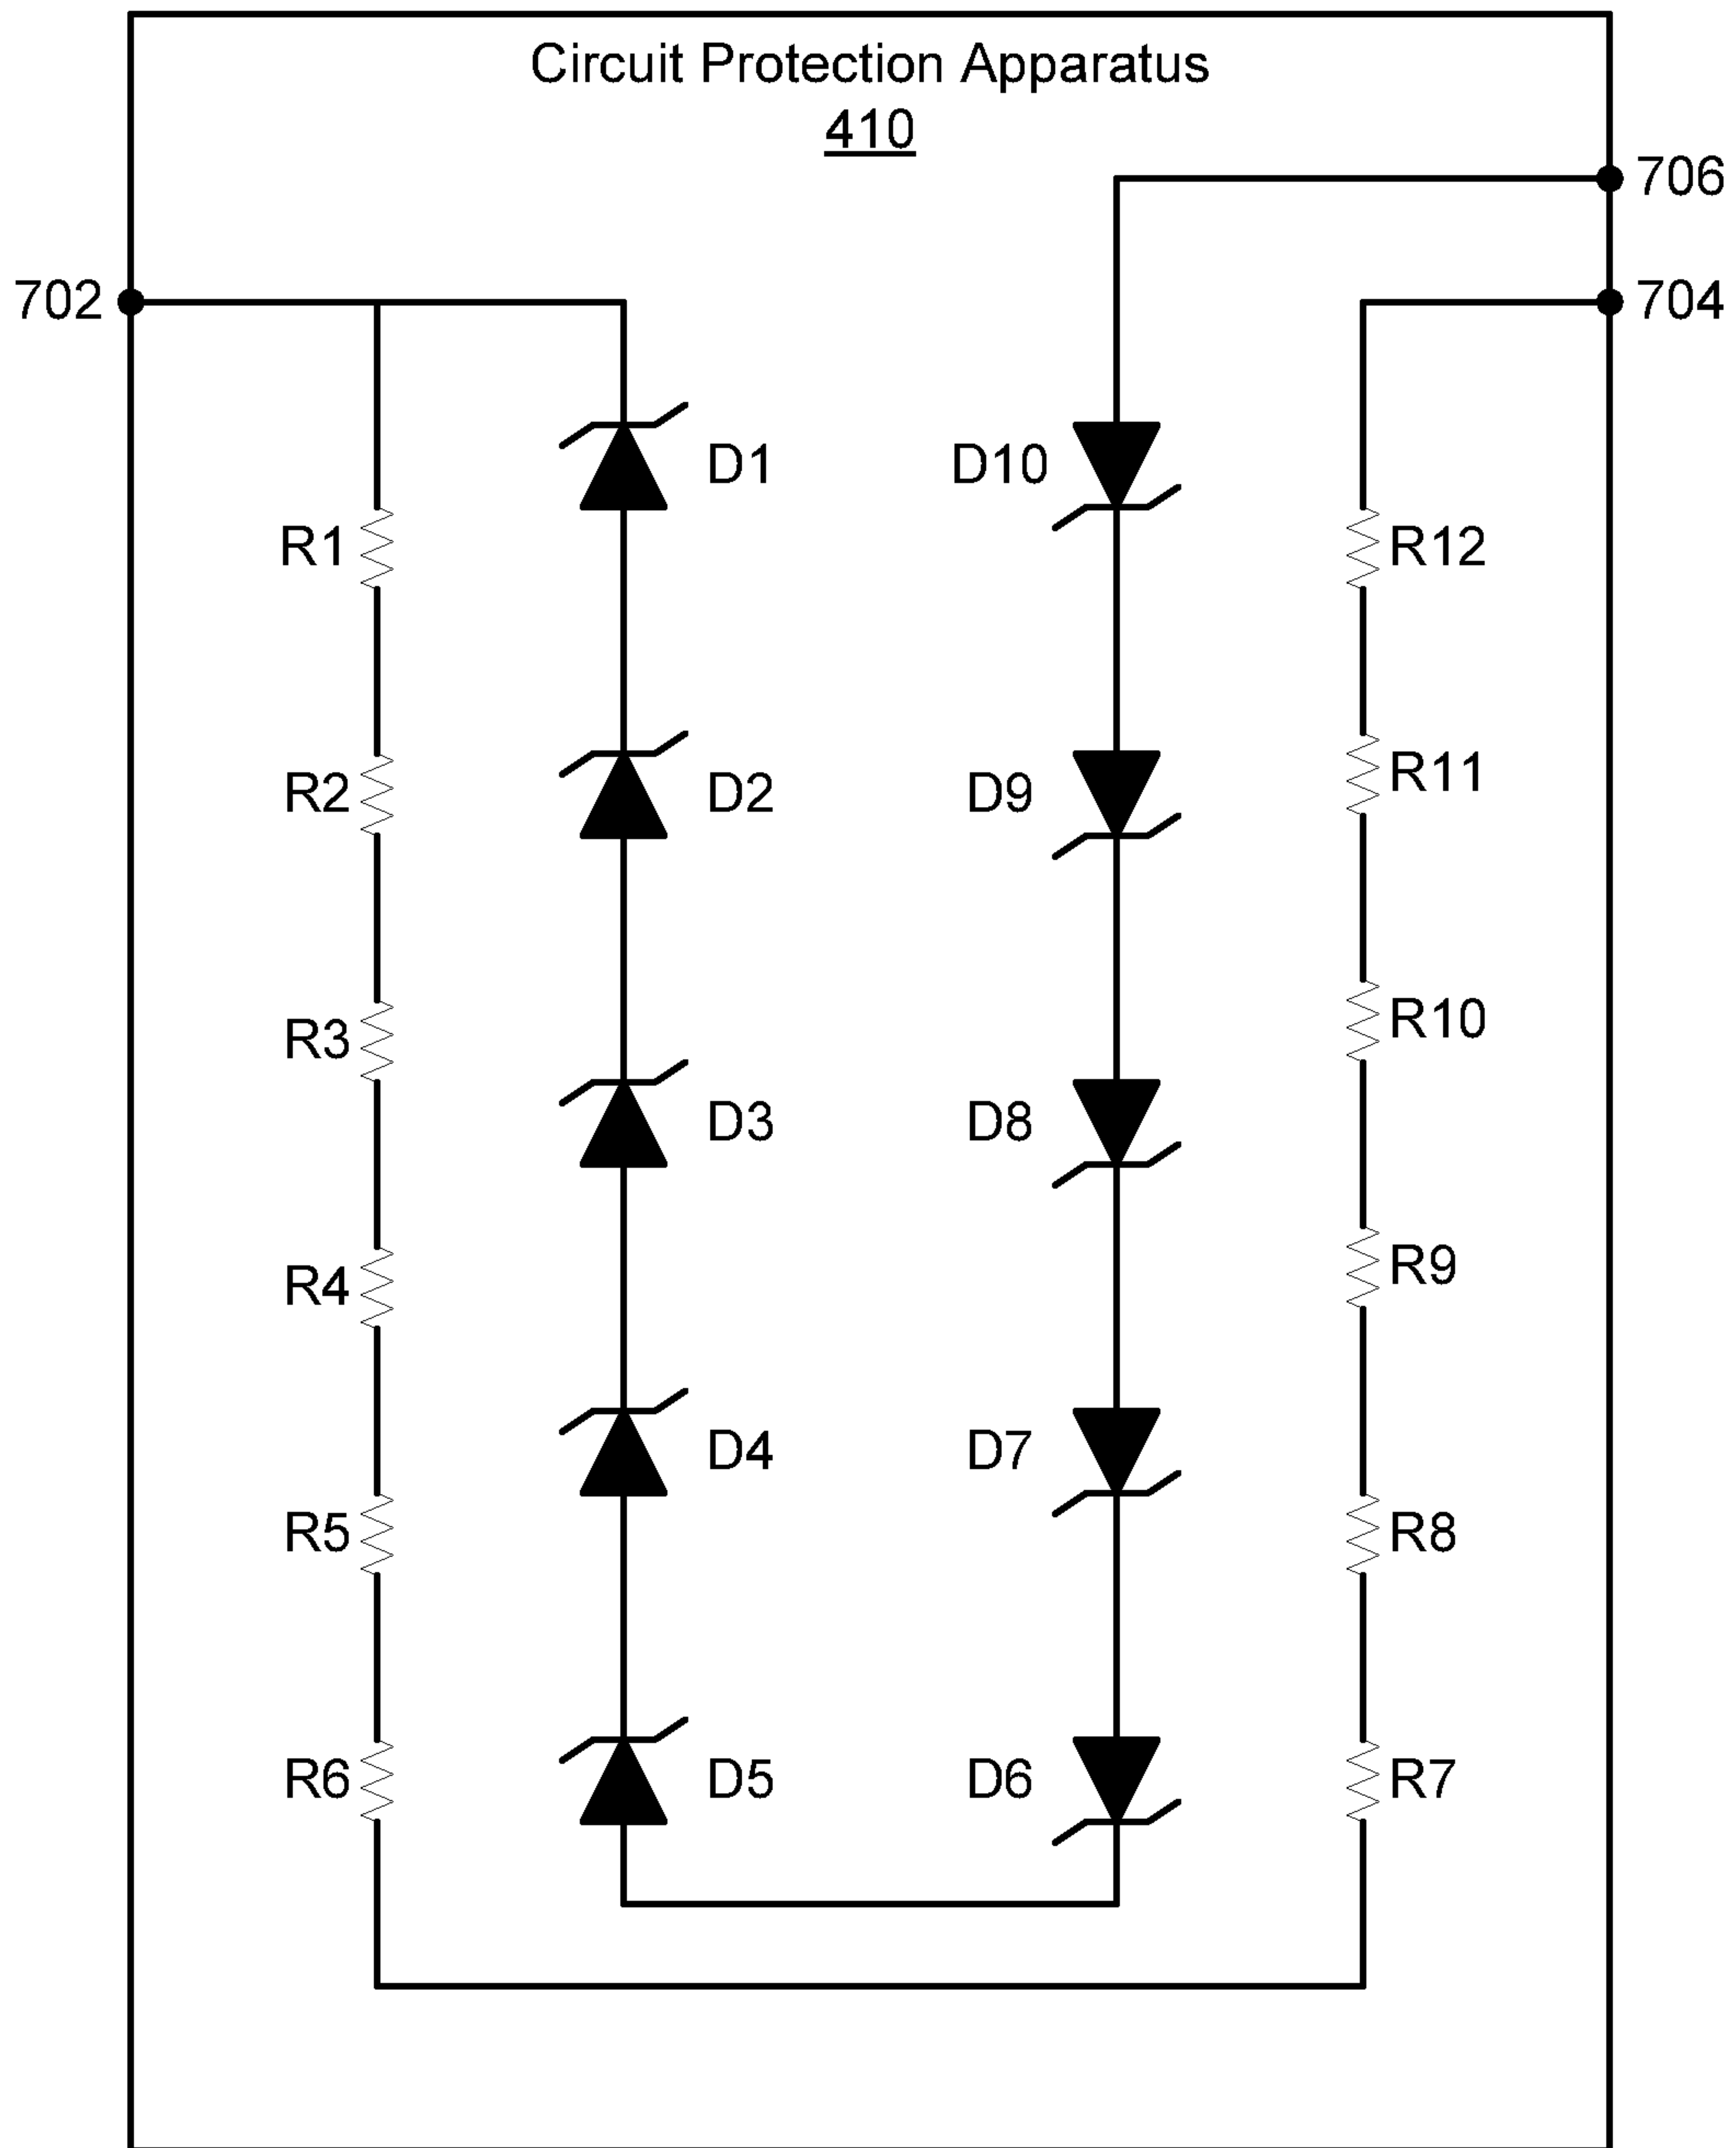 Circuit Protection Apparatus
410
706
702
704
D1
D10
R1
R12
R2
D2
D9
R11
R3
D3
D8
R10
R4
D4
D7
R9
R5
R8
R6
D5
D6
R7